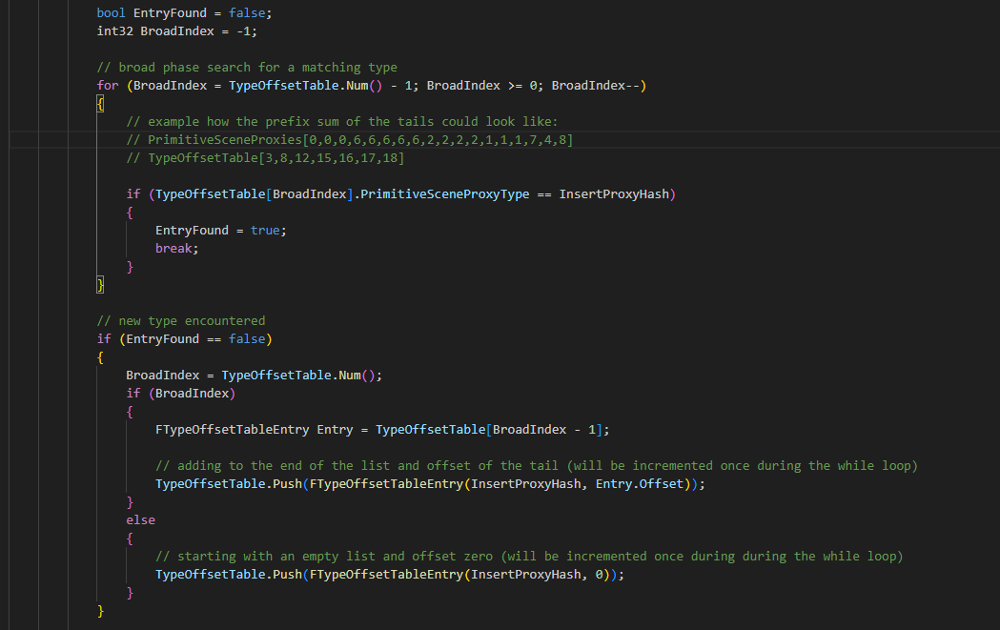 bool EntryFound = false;
int32 BroadIndex = -1;
// broad phase search for a matching type
for (BroadIndex = TypeOffsetTable.Num() - 1; BroadIndex >= 0; BroadIndex--)
{
// example how the prefix sum of the tails could look like:
// PrimitiveSceneProxies[0,0,0,6,6,6,6,6,2,2,2,2,1,1,1,7,4,8]
// TypeOffsetTable[3,8,12,15,16,17,18]
if (TypeOffsetTable[BroadIndex].PrimitiveSceneProxyType == InsertProxyHash)
{
EntryFound = true;
break;
}
}
// new type encountered
if (EntryFound == false)
{
BroadIndex = TypeOffsetTable.Num();
if (BroadIndex)
{
FTypeOffsetTableEntry Entry = TypeOffsetTable[BroadIndex - 1];
// adding to the end of the list and offset of the tail (will be incremented once during the while loop)
TypeOffsetTable.Push(FTypeOffsetTableEntry(InsertProxyHash, Entry.Offset));
}
else
{
// starting with an empty list and offset zero (will be incremented once during during the while loop)
TypeOffsetTable.Push(FTypeOffsetTableEntry(InsertProxyHash, 0));
}
}